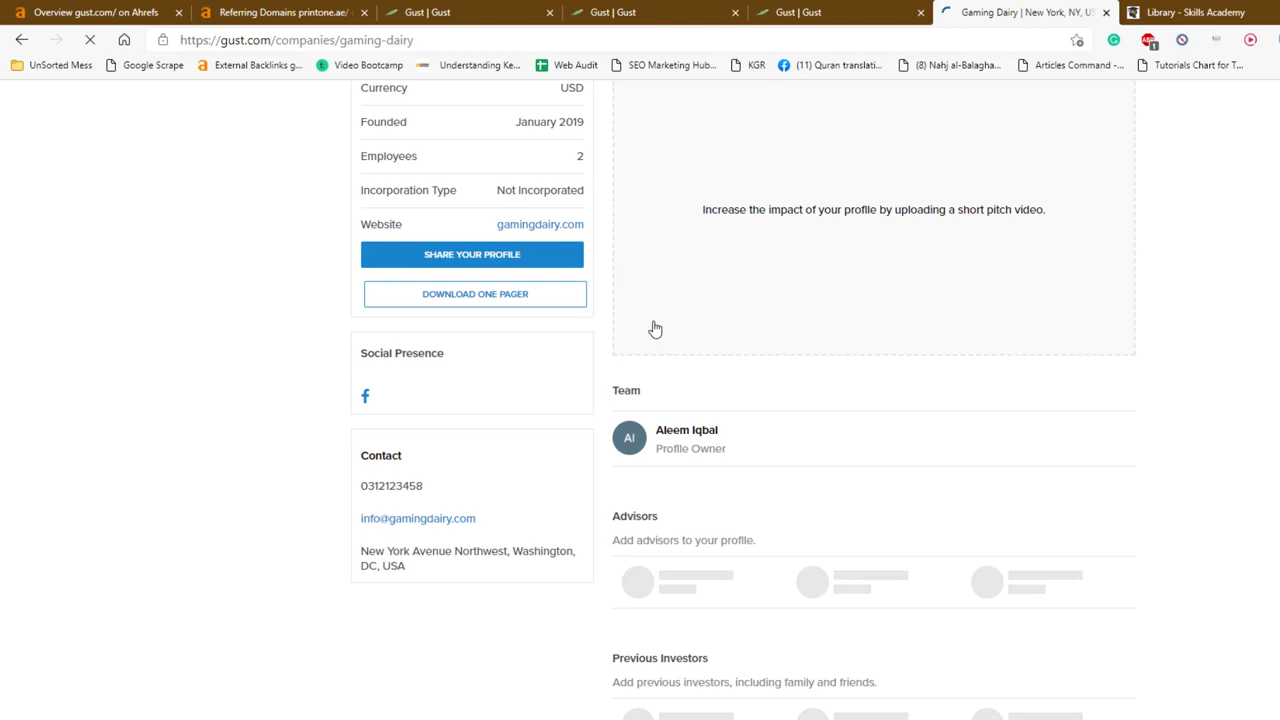 Overview gust.com/ on Ahrefs
Referring Domains printone.ae/
Gust | Gust
Gust | Gust
Gust | Gust
Gaming Dairy | New York, NY, US
Library - Skills Academy
https://gust.com/companies/gaming-dairy
1
UnSorted Mess
Google Scrape
External Backlinks g...
Video Bootcamp
Understanding Ke...
Web Audit
SEO Marketing Hub...
KGR
(11) Quran translati...
(8) Nahj al-Balagha...
Articles Command -...
Tutorials Chart for T...
Currency USD
Founded January 2019
Employees 2
Incorporation Type Not Incorporated
Website gamingdairy.com
SHARE YOUR PROFILE
DOWNLOAD ONE PAGER
Social Presence
Contact
0312123458
info@gamingdairy.com
New York Avenue Northwest, Washington,
DC, USA
Increase the impact of your profile by uploading a short pitch video.
Team
AI
Aleem Iqbal
Profile Owner
Advisors
Add advisors to your profile.
Previous Investors
Add previous investors, including family and friends.